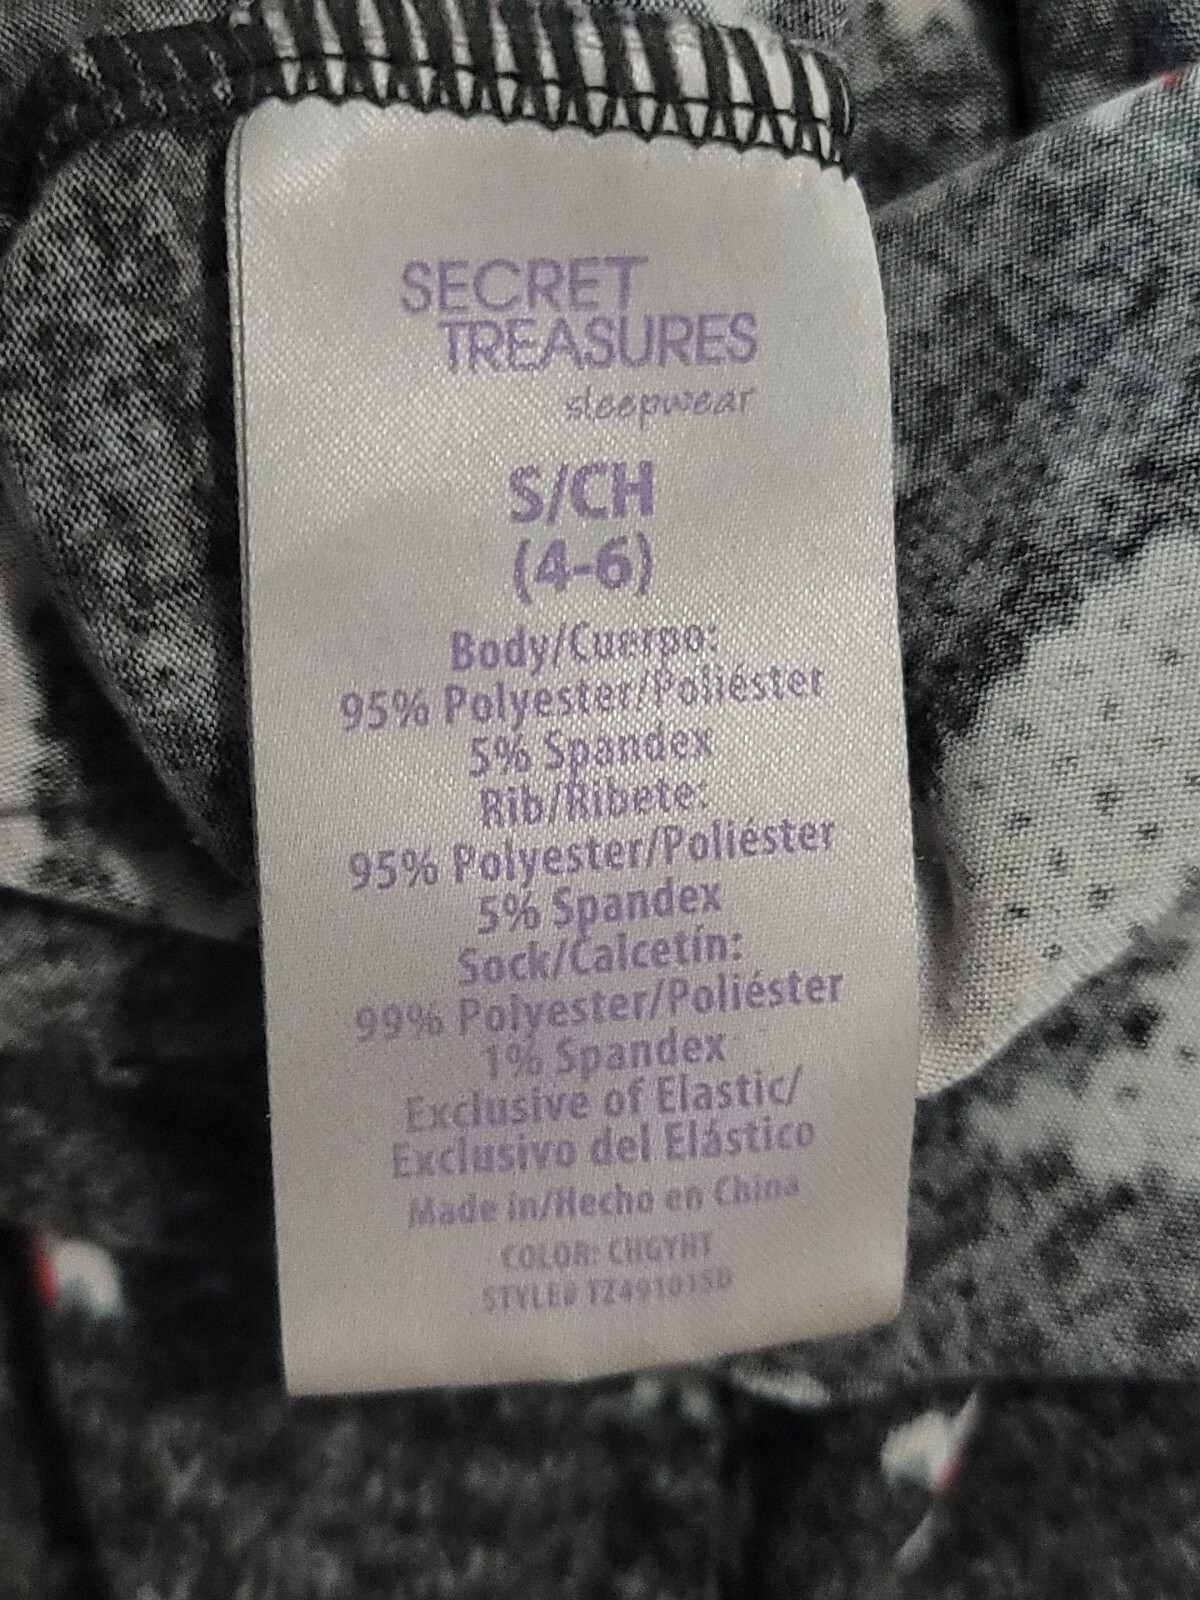 SECRET
TREASURES
sleepwear
S/CH
(4-6)
Body/Cuerpo:
95% Polyester/Poliéster
5% Spandex
Rib/Ribete:
95% Polyester/Poliéster
5% Spandex
Sock/Calcetín:
99% Polyester/Poliéster
1% Spandex
Exclusive of Elastic/
Exclusivo del Elástico
Made in/Hecho en China
COLOR: CHGYHT
STYLE# TZ49101SD